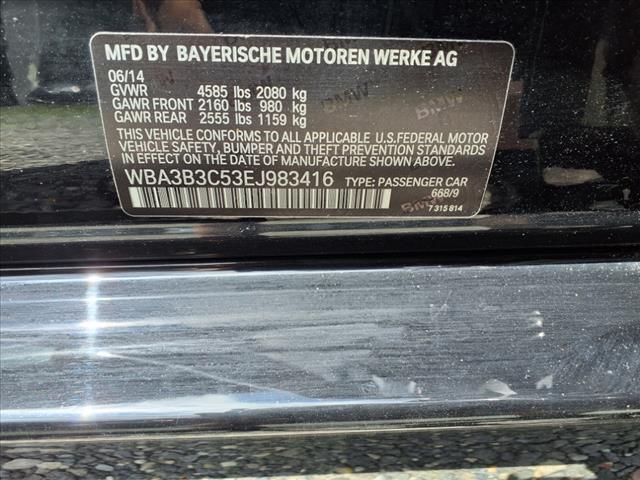 MFD BY BAYERISCHE MOTOREN WERKE AG
06/14
GVWR 4585 lbs 2080 kg
GAWR FRONT 2160 lbs 980 kg
GAWR REAR 2555 lbs 1159 kg
THIS VEHICLE CONFORMS TO ALL APPLICABLE U.S.FEDERAL MOTOR
VEHICLE SAFETY, BUMPER AND THEFT PREVENTION STANDARDS
IN EFFECT ON THE DATE OF MANUFACTURE SHOWN ABOVE.
WBA3B3C53EJ983416 TYPE: PASSENGER CAR
668/9
7 315 814
BMW
BMW
BMW